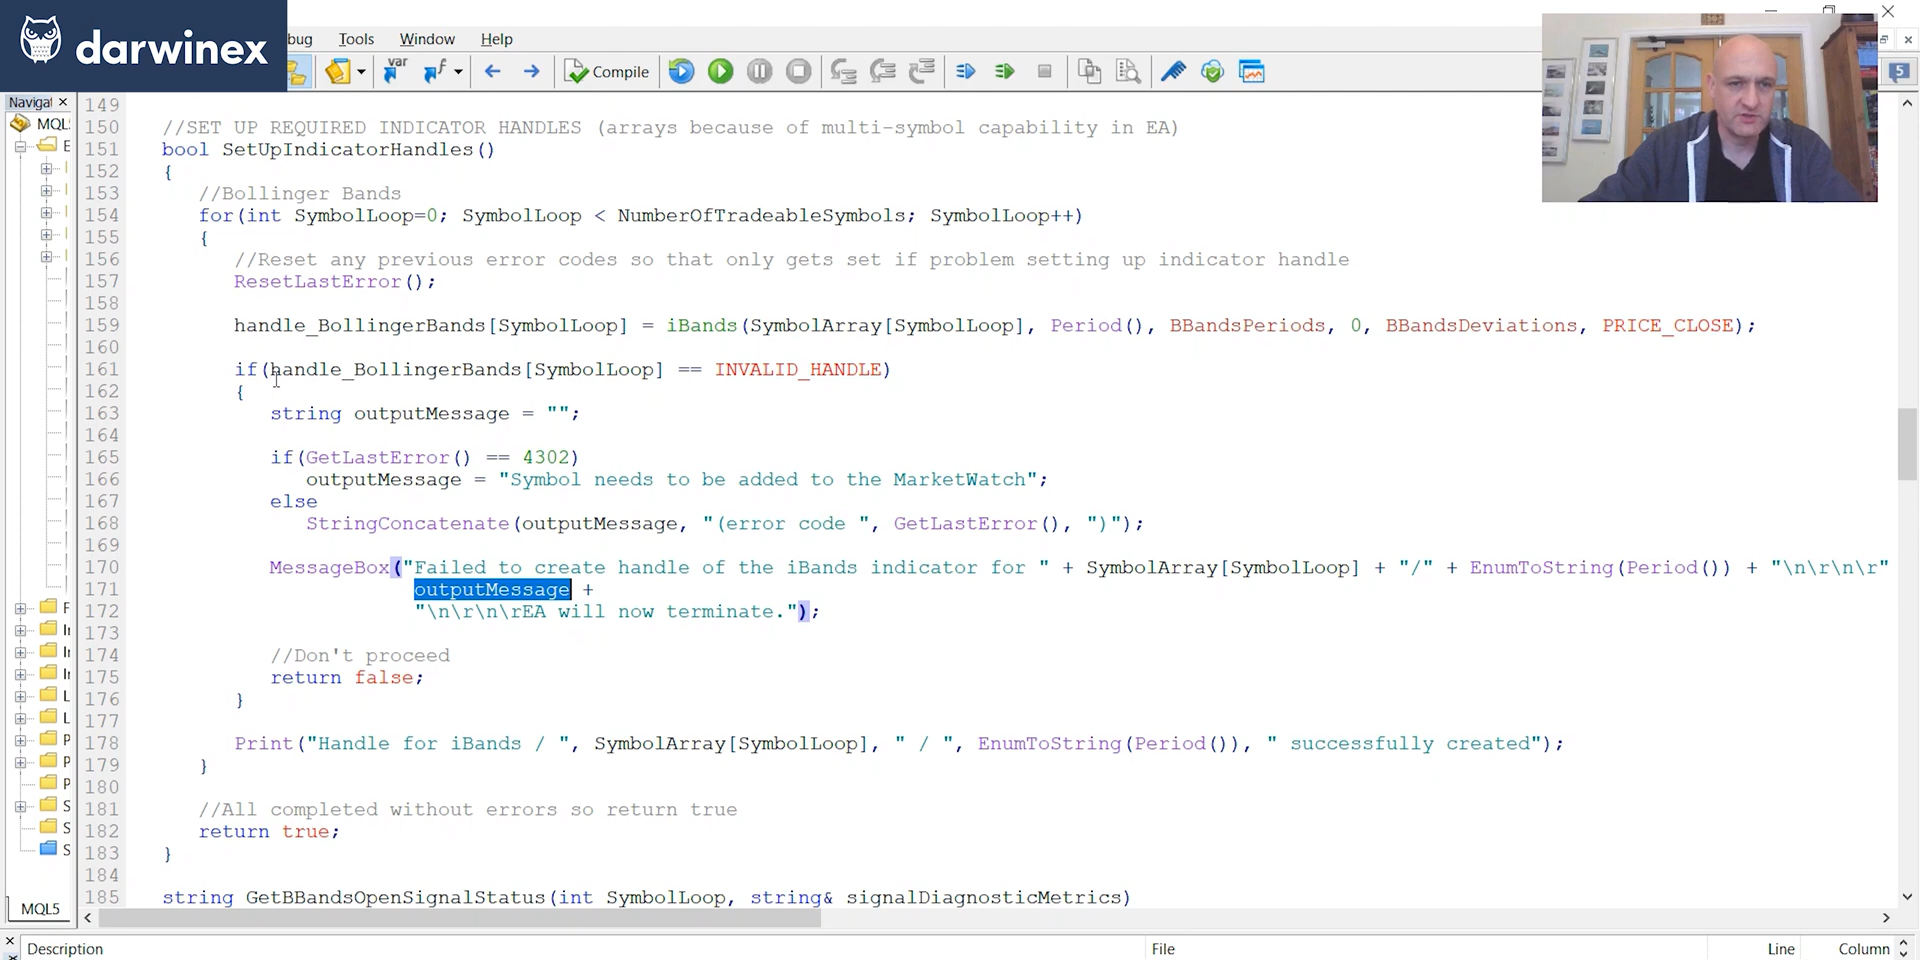 darwinex
bug Tools Window Help
var
f
Compile
5
Navigat
MQL5
149
150 //SET UP REQUIRED INDICATOR HANDLES (arrays because of multi-symbol capability in EA)
151 bool SetUpIndicatorHandles()
152 {
153 //Bollinger Bands
154 for(int SymbolLoop=0; SymbolLoop < NumberOfTradeableSymbols; SymbolLoop++)
155 {
156 //Reset any previous error codes so that only gets set if problem setting up indicator handle
157 ResetLastError();
158
159 handle_BollingerBands[SymbolLoop] = iBands(SymbolArray[SymbolLoop], Period(), BBandsPeriods, 0, BBandsDeviations, PRICE_CLOSE);
160
161 if(handle_BollingerBands[SymbolLoop] == INVALID_HANDLE)
162 {
163 string outputMessage = "";
164
165 if(GetLastError() == 4302)
166 outputMessage = "Symbol needs to be added to the MarketWatch";
167 else
168 StringConcatenate(outputMessage, "(error code ", GetLastError(), ")");
169
170 MessageBox("Failed to create handle of the iBands indicator for " + SymbolArray[SymbolLoop] + "/" + EnumToString(Period()) + "\n\r\n\r"
171 outputMessage +
172 "\n\r\n\rEA will now terminate.");
173
174 //Don't proceed
175 return false;
176 }
177
178 Print("Handle for iBands / ", SymbolArray[SymbolLoop], " / ", EnumToString(Period()), " successfully created");
179 }
180
181 //All completed without errors so return true
182 return true;
183 }
184
185 string GetBBandsOpenSignalStatus(int SymbolLoop, string& signalDiagnosticMetrics)
MQL5
Description File Line Column